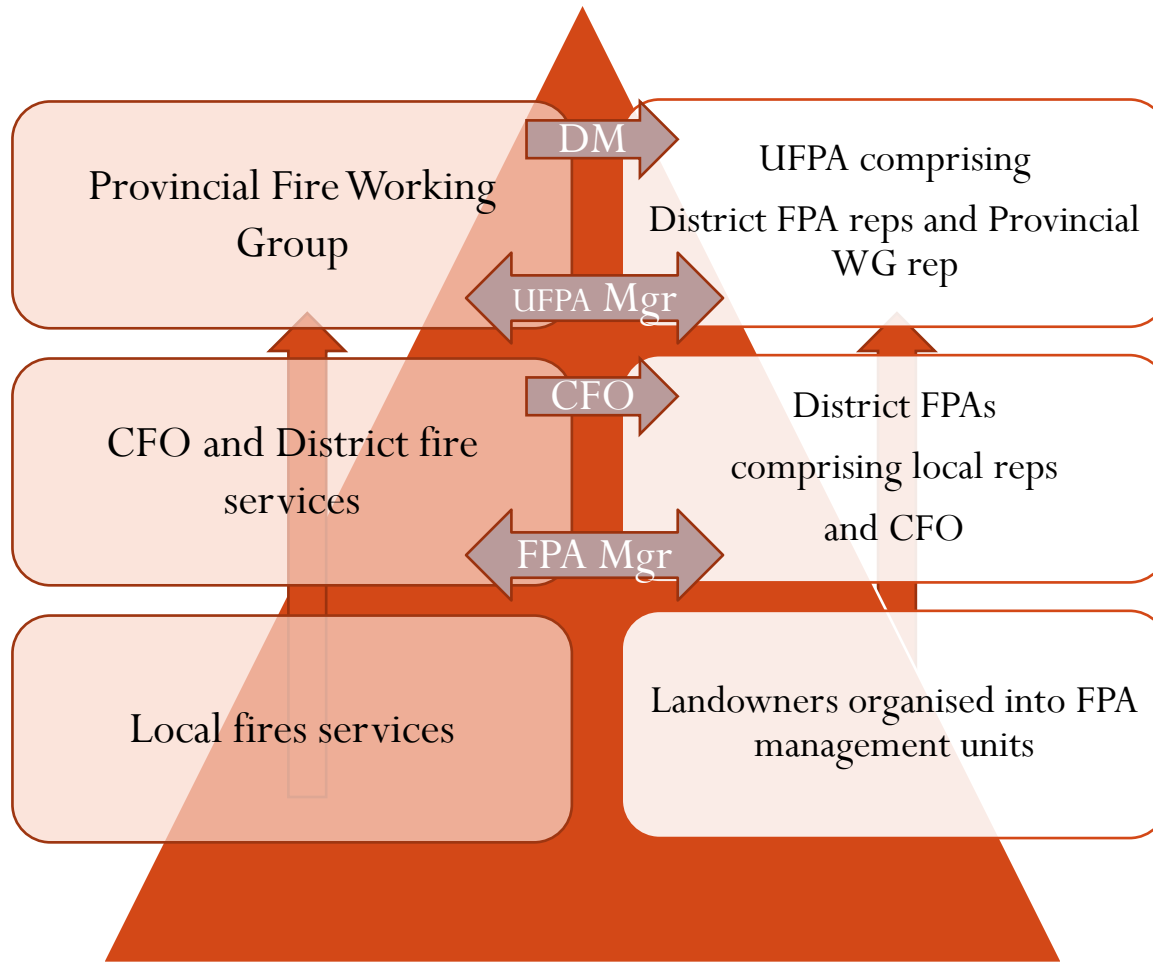 Provincial Fire Working
Group
DM
UFPA comprising
District FPA reps and Provincial
WG rep
UFPA Mgr
CFO and District fire
services
CFO
District FPAs
comprising local reps
and CFO
FPA Mgr
Local fires services
Landowners organised into FPA
management units